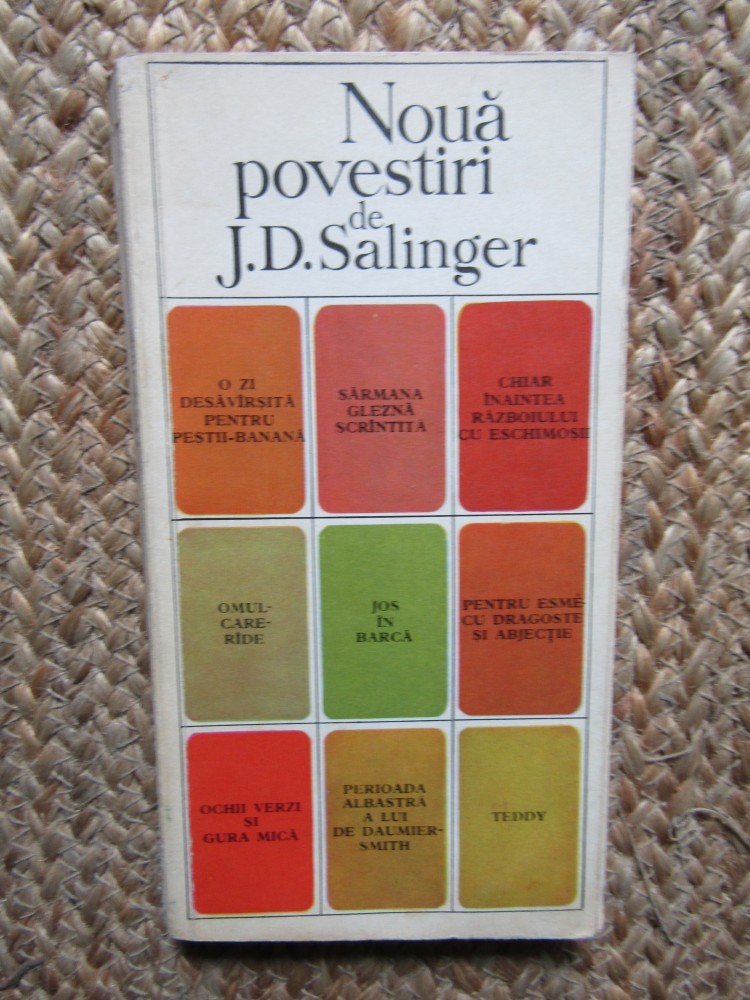 Nouă
povestiri
de
J.D.Salinger
O ZI
DESĂVÎRȘITĂ
PENTRU
PEȘTII-BANANĂ
SĂRMANA
GLEZNĂ
SCRÎNTITĂ
CHIAR
ÎNAINTEA
RĂZBOIULUI
CU ESCHIMOȘII
OMUL-
CARE-
RÎDE
JOS
ÎN
BARCĂ
PENTRU ESMÉ-
CU DRAGOSTE
ȘI ABJECȚIE
OCHII VERZI
ȘI
GURA MICĂ
PERIOADA
ALBASTRĂ
A LUI
DE DAUMIER-
SMITH
TEDDY